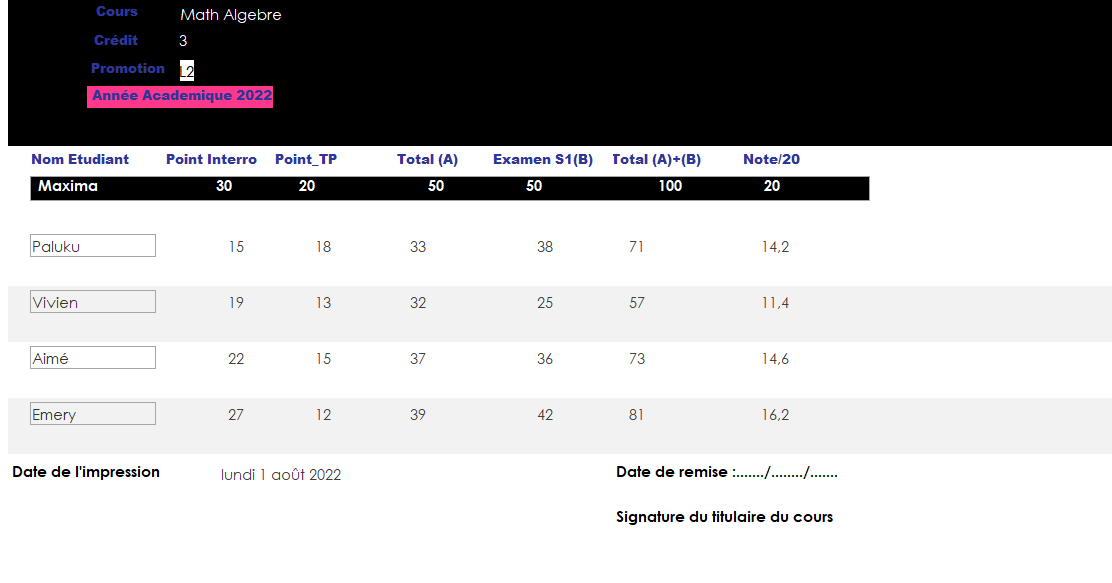 Cours Math Algebre
Crédit 3
Promotion L2
Année Academique 2022
Nom Etudiant Point Interro Point_TP Total (A) Examen S1(B) Total (A)+(B) Note/20
Maxima 30 20 50 50 100 20
Paluku 15 18 33 38 71 14,2
Vivien 19 13 32 25 57 11,4
Aimé 22 15 37 36 73 14,6
Emery 27 12 39 42 81 16,2
Date de l'impression lundi 1 août 2022 Date de remise :......./......../.......
Signature du titulaire du cours